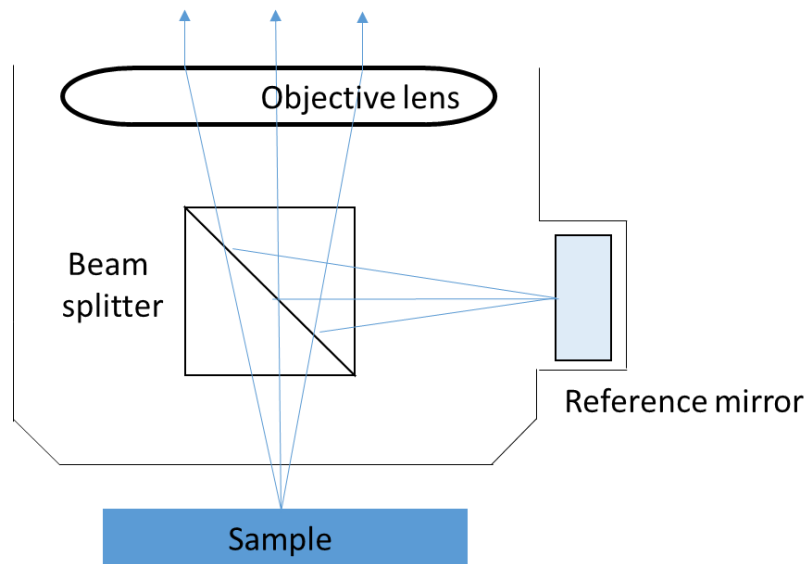 Objective lens
Beam
splitter
Reference mirror
Sample